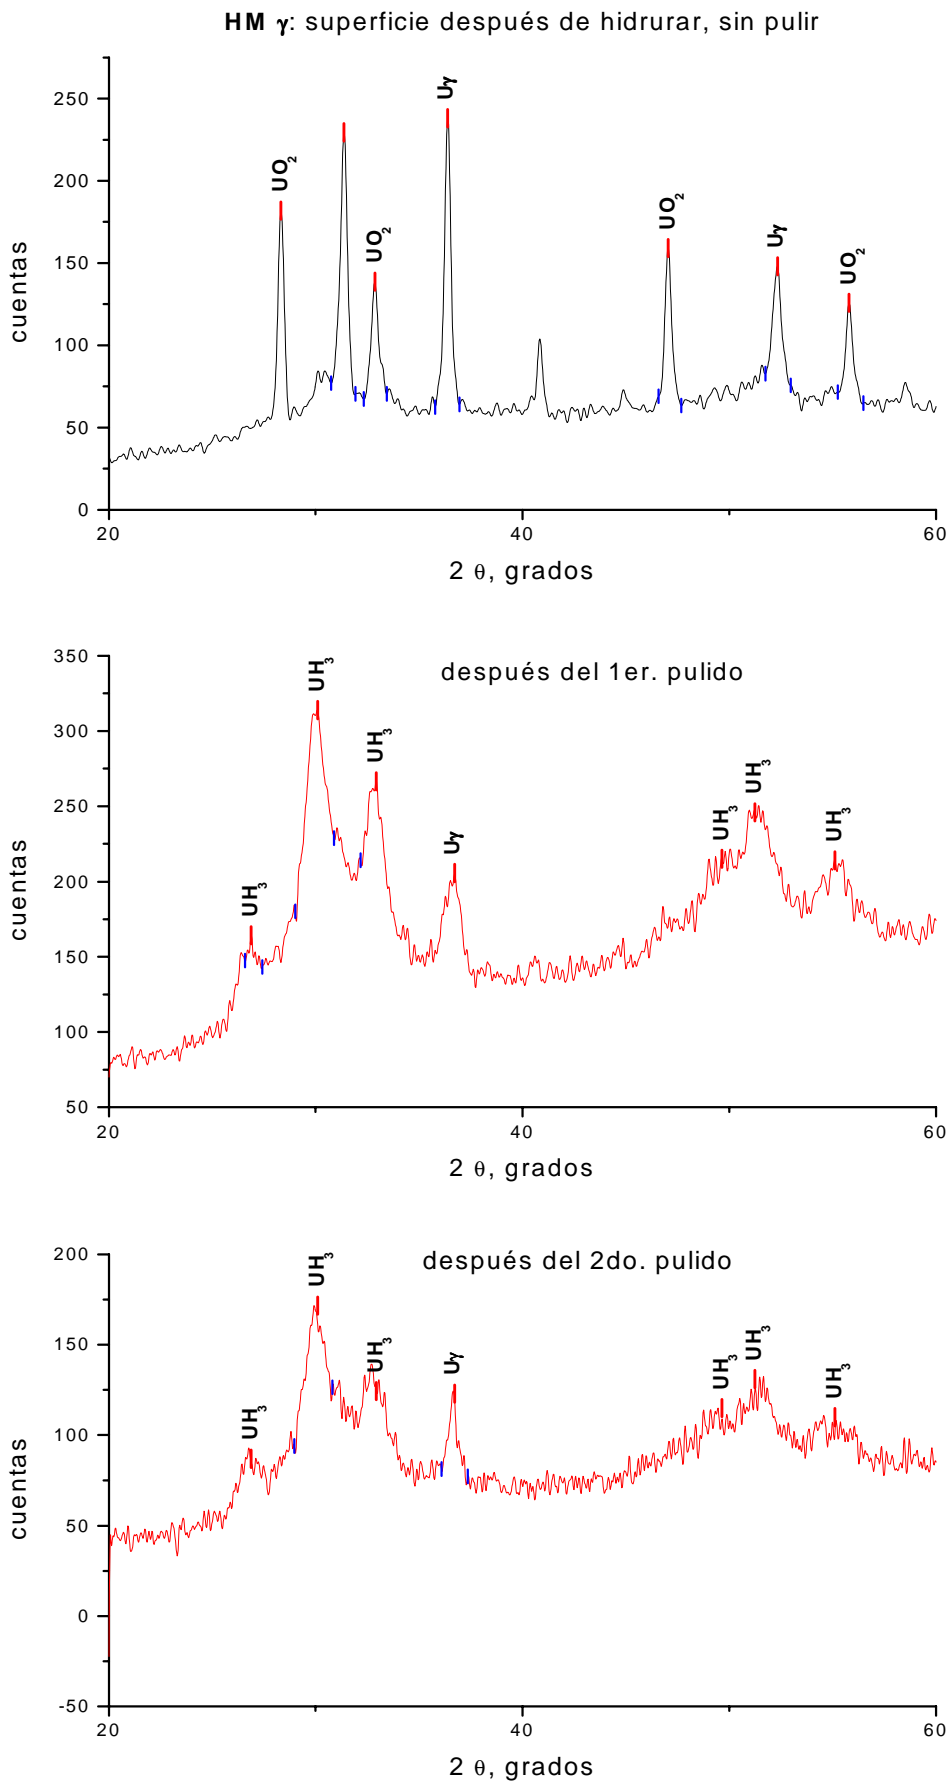 HM γ: superficie después de hidrurar, sin pulir
250
200
150
100
50
0
cuentas
UO₂
UO₂
Uγ
UO₂
Uγ
UO₂
20
40
60
2 θ, grados
después del 1er. pulido
350
300
250
200
150
100
50
cuentas
UH₃
UH₃
UH₃
Uγ
UH₃
UH₃
UH₃
20
40
60
2 θ, grados
después del 2do. pulido
200
150
100
50
0
-50
cuentas
UH₃
UH₃
UH₃
Uγ
UH₃
UH₃
UH₃
20
40
60
2 θ, grados